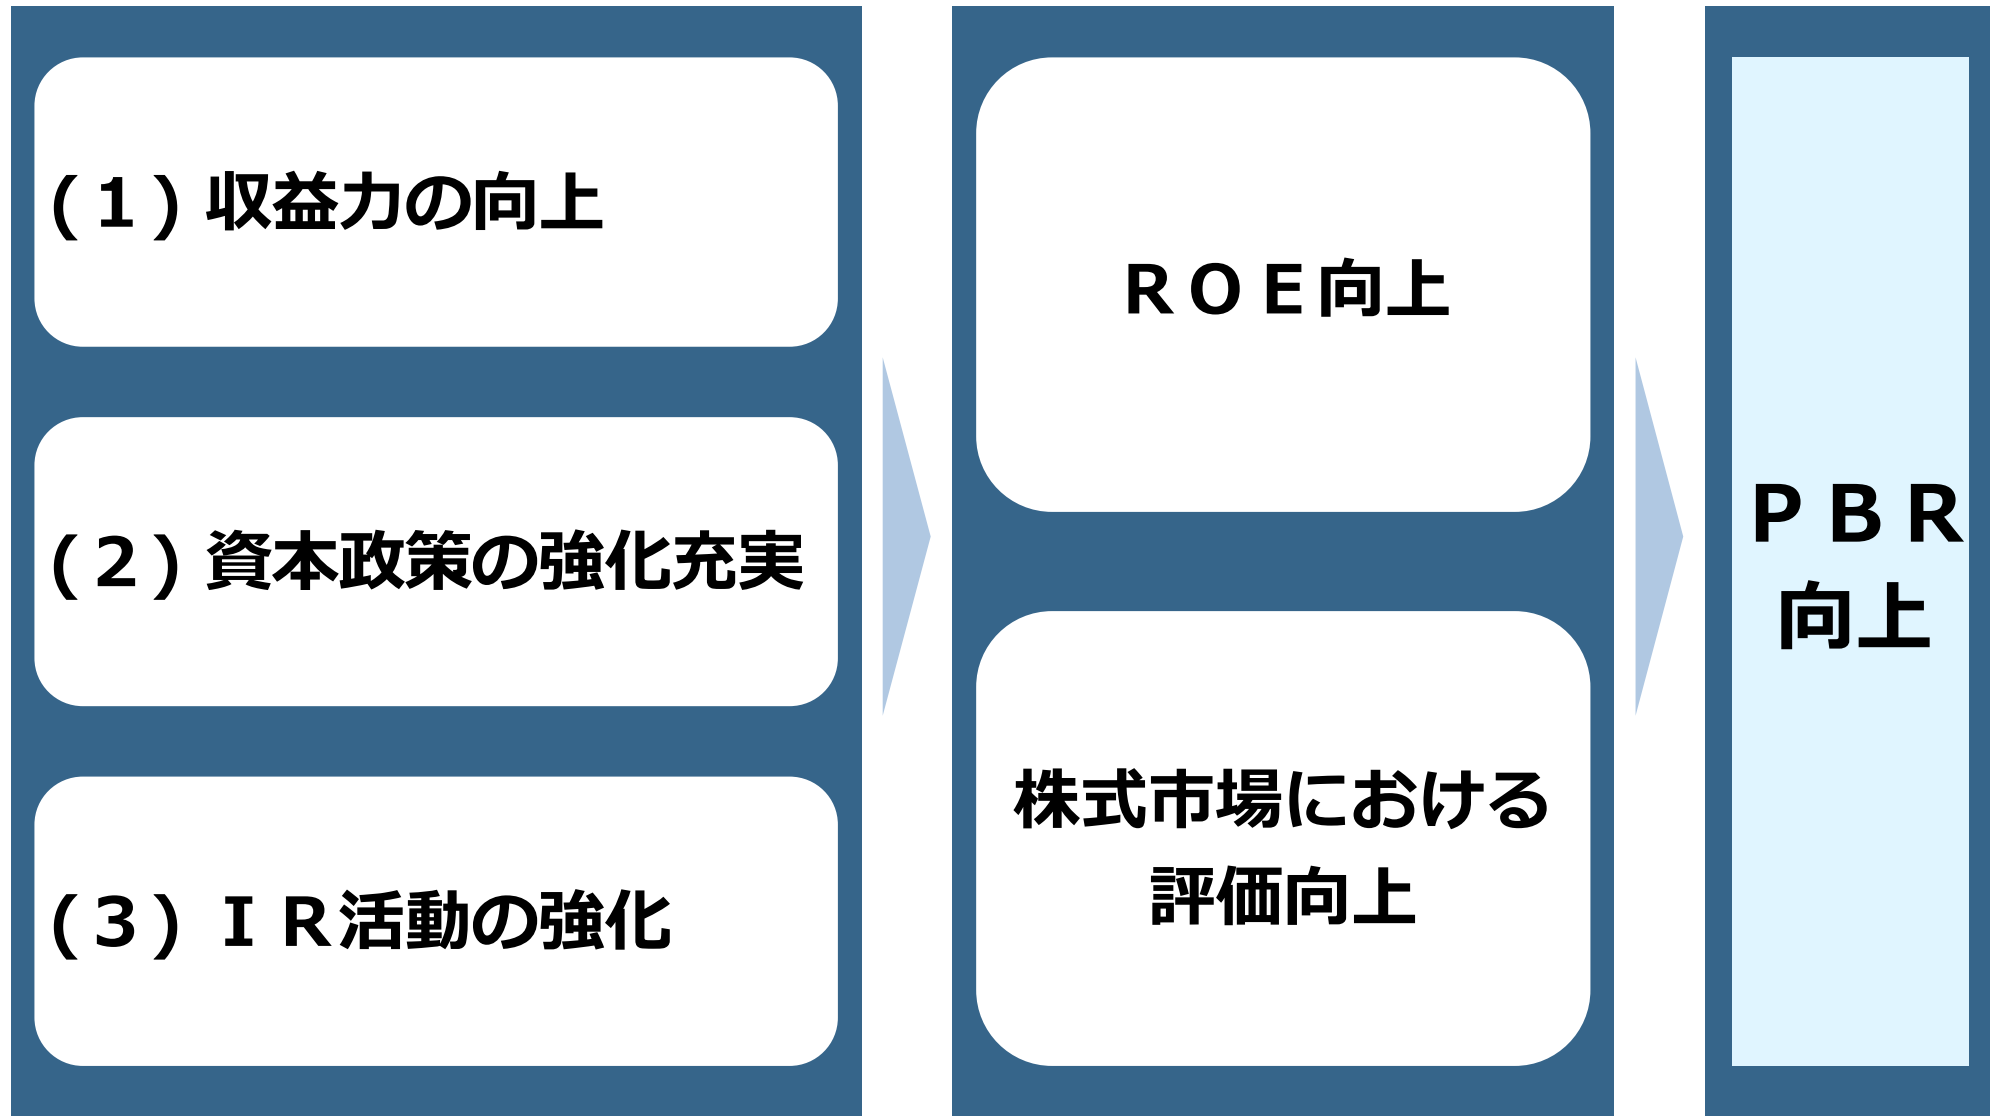 （１）収益力の向上
（２）資本政策の強化充実
（３）ＩＲ活動の強化
ＲＯＥ向上
株式市場における
評価向上
ＰＢＲ
向上